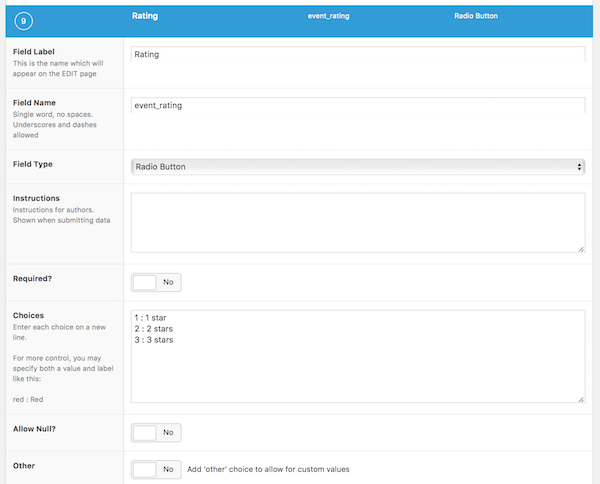 9 Rating event_rating Radio Button
Field Label
This is the name which will
appear on the EDIT page
Rating
Field Name
Single word, no spaces.
Underscores and dashes
allowed
event_rating
Field Type
Radio Button
Instructions
Instructions for authors.
Shown when submitting data
Required?
No
Choices
Enter each choice on a new
line.
For more control, you may
specify both a value and label
like this:
red : Red
1 : 1 star
2 : 2 stars
3 : 3 stars
Allow Null?
No
Other
No Add 'other' choice to allow for custom values